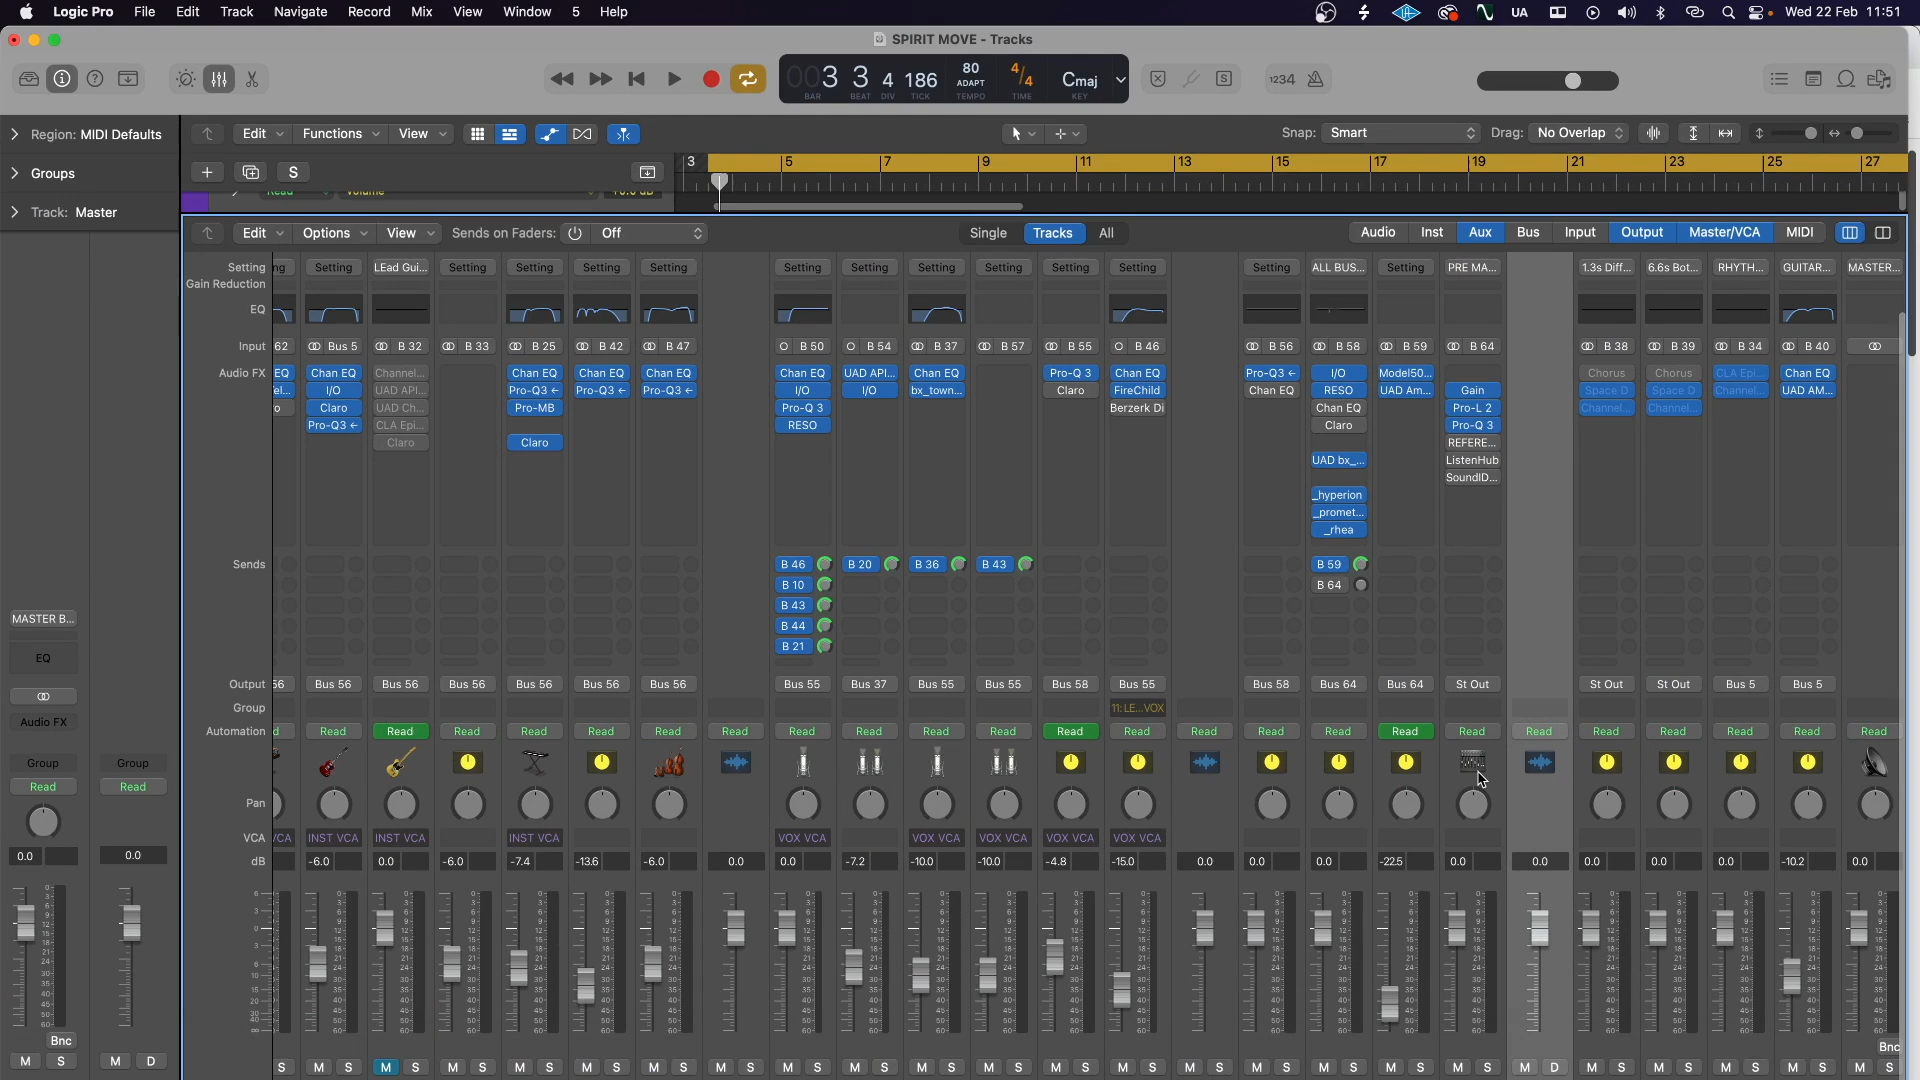 Logic Pro File Edit Track Navigate Record Mix View Window 5 Help UA Wed 22 Feb 11:51
SPIRIT MOVE - Tracks
003 3 4 186 80 ADAPT 4/4 Cmaj 1234
BAR BEAT DIV TICK TEMPO TIME KEY
Region: MIDI Defaults Edit Functions View Snap: Smart Drag: No Overlap
3 5 7 9 11 13 15 17 19 21 23 25 27
Groups S
Track: Master
Edit Options View Sends on Faders: Off Single Tracks All Audio Inst Aux Bus Input Output Master/VCA MIDI
Setting ng Setting LEad Gui... Setting Setting Setting Setting Setting Setting Setting Setting Setting Setting Setting ALL BUS... Setting PRE MA... 1.3s Diff... 6.6s Bot... RHYTH... GUITAR... MASTER...
Gain Reduction
EQ
Input 62 Bus 5 B 32 B 33 B 25 B 42 B 47 B 50 B 54 B 37 B 57 B 55 B 46 B 56 B 58 B 59 B 64 B 38 B 39 B 34 B 40
Audio FX EQ Chan EQ Channel... Chan EQ Chan EQ Chan EQ Chan EQ UAD API... Chan EQ Pro-Q 3 Chan EQ Pro-Q3 I/O Model50... Chorus Chorus CLA Epi... Chan EQ
el... I/O UAD API... Pro-Q3 Pro-Q3 Pro-Q3 I/O I/O bx_town... Claro FireChild Chan EQ RESO UAD Am... Gain Space D Space D Channel... UAD AM...
o Claro UAD Ch... Pro-MB Pro-Q 3 Berzerk Di Chan EQ Pro-L 2 Channel... Channel...
Pro-Q3 CLA Epi... RESO Claro Pro-Q 3
Claro Claro REFERE...
UAD bx_... ListenHub
SoundID...
_hyperion
_promet...
_rhea
Sends B 46 B 20 B 36 B 43 B 59
B 10 B 64
B 43
B 44
B 21
MASTER B...
EQ
Output 56 Bus 56 Bus 56 Bus 56 Bus 56 Bus 56 Bus 56 Bus 55 Bus 37 Bus 55 Bus 55 Bus 58 Bus 55 Bus 58 Bus 64 Bus 64 St Out St Out St Out Bus 5 Bus 5
Group 11: LE...VOX
Audio FX
Automation d Read Read Read Read Read Read Read Read Read Read Read Read Read Read Read Read Read Read Read Read Read Read Read Read
Group Group
Read Read
Pan
VCA VCA INST VCA INST VCA INST VCA VOX VCA VOX VCA VOX VCA VOX VCA VOX VCA
dB -6.0 0.0 -6.0 -7.4 -13.6 -6.0 0.0 0.0 -7.2 -10.0 -10.0 -4.8 -15.0 0.0 0.0 0.0 -22.5 0.0 0.0 0.0 0.0 0.0 -10.2 0.0
0.0 0.0
Bnc Bnc
M S M D S M S M S M S M S M S M S M S M S M S M S M S M S M S M S M S M S M S M D M S M S M S M S M S